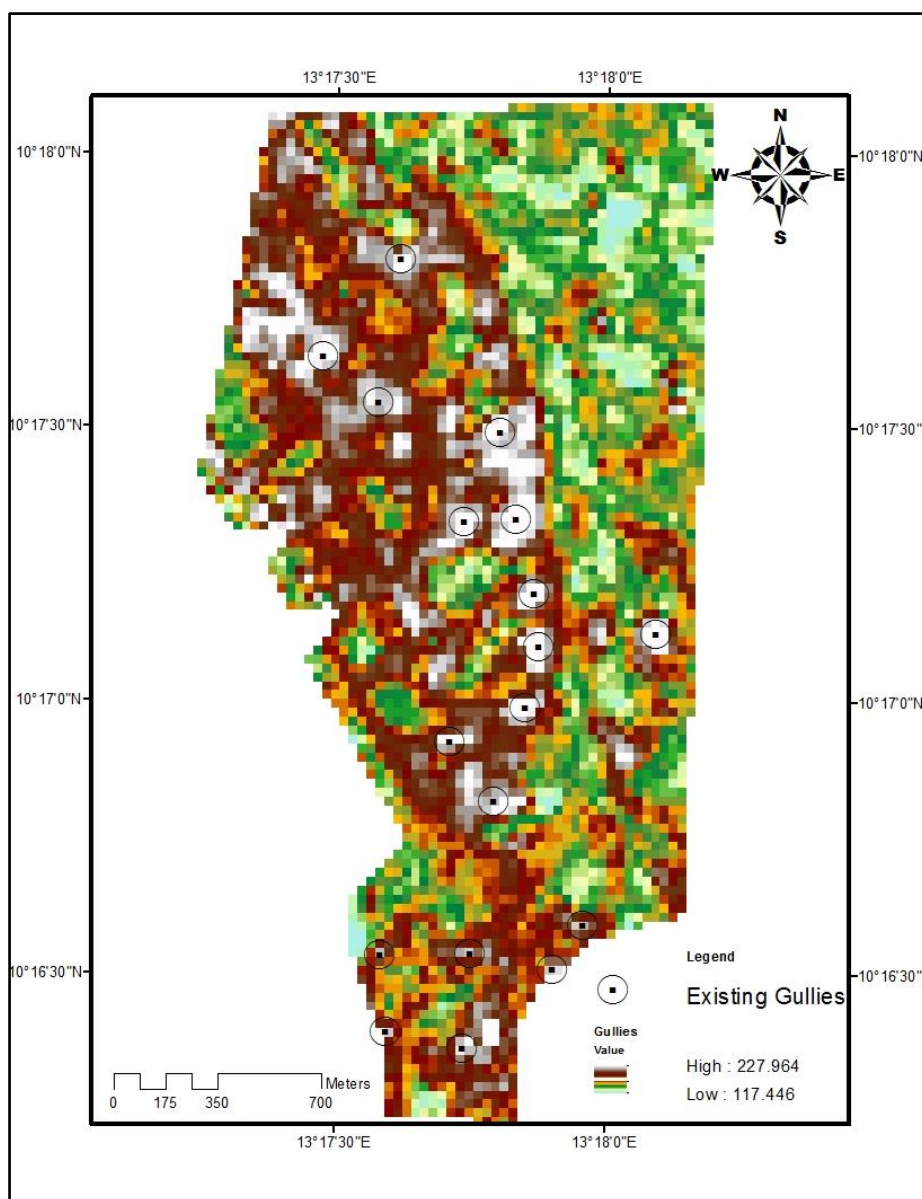 13°17'30"E 13°18'0"E
N
W E
S
10°18'0"N 10°18'0"N
10°17'30"N 10°17'30"N
10°17'0"N 10°17'0"N
10°16'30"N 10°16'30"N
Legend
Existing Gullies
Gullies
Value
High : 227.964
Low : 117.446
Meters
0 175 350 700
13°17'30"E 13°18'0"E